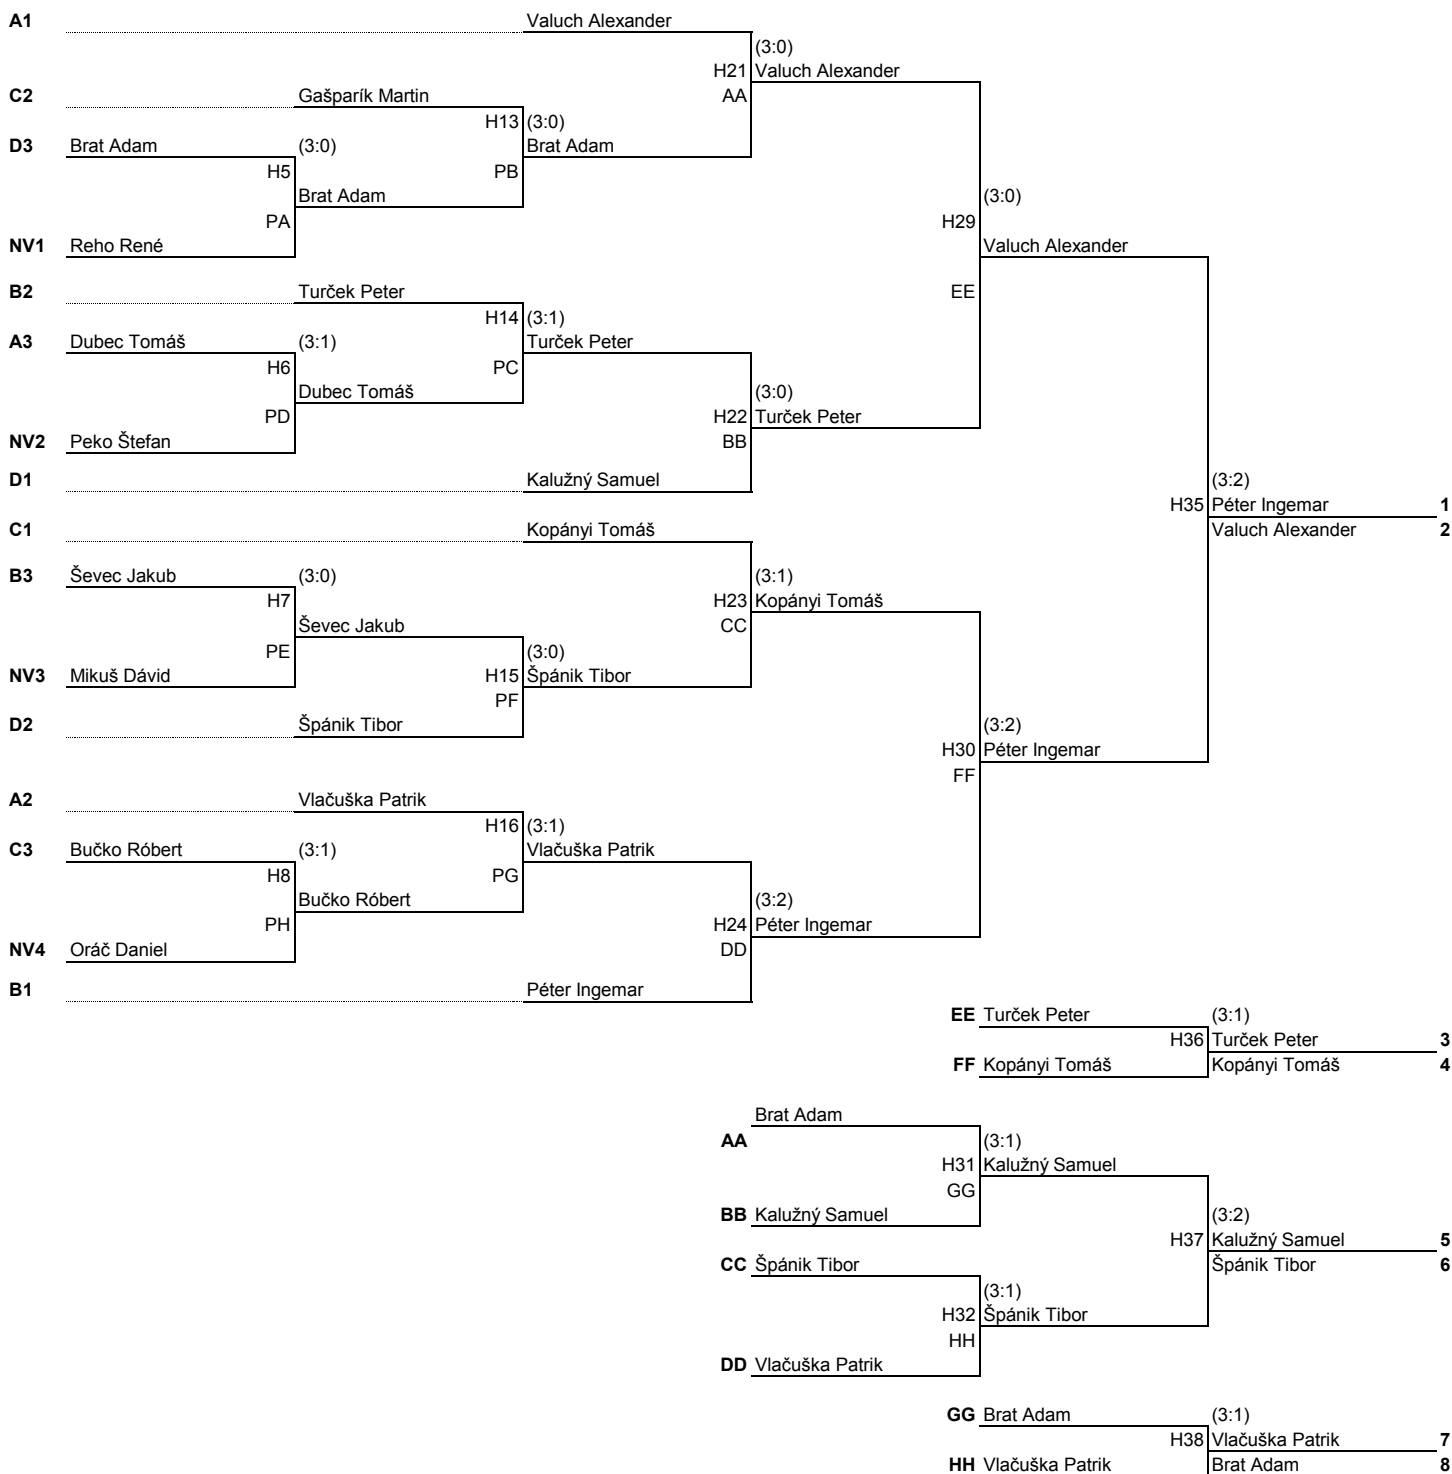 A1 Valuch Alexander
(3:0)
H21 Valuch Alexander
C2 Gašparík Martin AA
H13 (3:0)
D3 Brat Adam (3:0) Brat Adam
H5 PB
Brat Adam (3:0)
PA H29
NV1 Reho René Valuch Alexander
B2 Turček Peter EE
H14 (3:1)
A3 Dubec Tomáš (3:1) Turček Peter
H6 PC
Dubec Tomáš (3:0)
PD H22 Turček Peter
NV2 Peko Štefan BB
D1 Kalužný Samuel (3:2)
H35 Péter Ingemar 1
C1 Kopányi Tomáš Valuch Alexander 2
B3 Ševec Jakub (3:0) (3:1)
H7 H23 Kopányi Tomáš
Ševec Jakub CC
PE (3:0)
NV3 Mikuš Dávid H15 Špánik Tibor
PF
D2 Špánik Tibor (3:2)
H30 Péter Ingemar
FF
A2 Vlačuška Patrik
H16 (3:1)
C3 Bučko Róbert (3:1) Vlačuška Patrik
H8 PG
Bučko Róbert (3:2)
PH H24 Péter Ingemar
NV4 Oráč Daniel DD
B1 Péter Ingemar
EE Turček Peter (3:1)
H36 Turček Peter 3
FF Kopányi Tomáš Kopányi Tomáš 4
Brat Adam
AA (3:1)
H31 Kalužný Samuel
GG
BB Kalužný Samuel (3:2)
H37 Kalužný Samuel 5
CC Špánik Tibor Špánik Tibor 6
(3:1)
H32 Špánik Tibor
HH
DD Vlačuška Patrik
GG Brat Adam (3:1)
H38 Vlačuška Patrik 7
HH Vlačuška Patrik Brat Adam 8